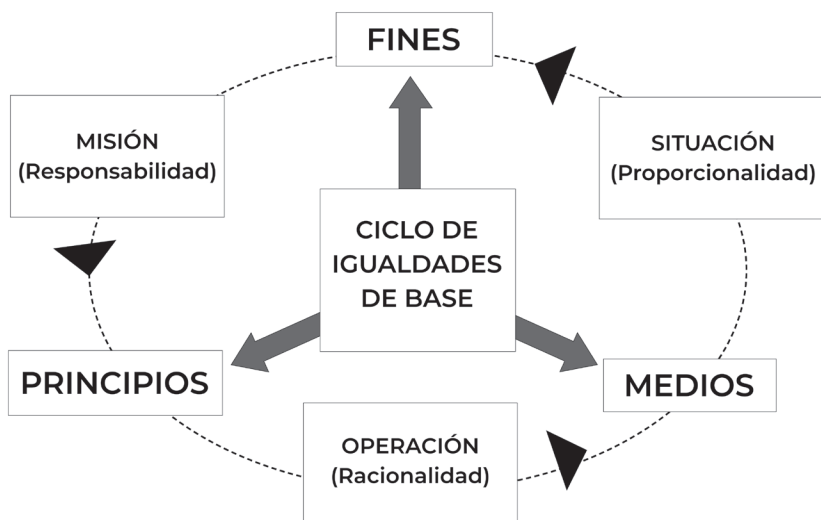 FINES
MISIÓN
(Responsabilidad)
SITUACIÓN
(Proporcionalidad)
CICLO DE
IGUALDADES
DE BASE
PRINCIPIOS
MEDIOS
OPERACIÓN
(Racionalidad)